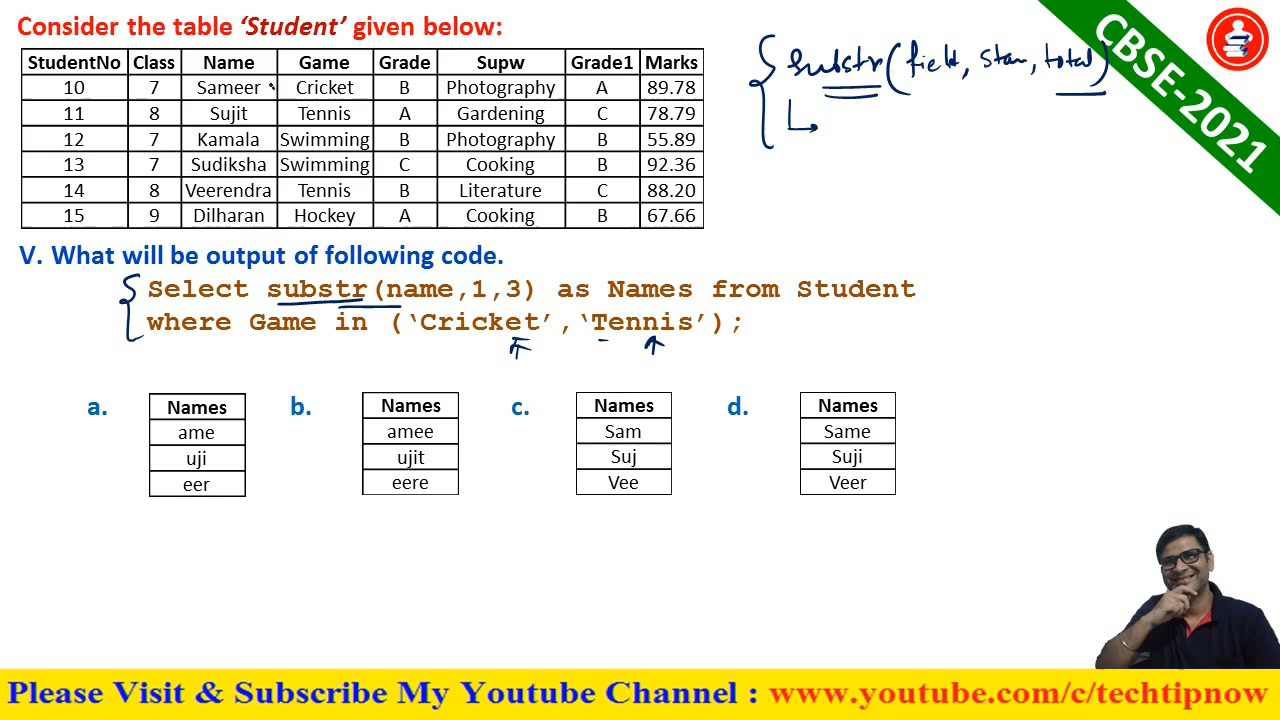 Consider the table ‘Student’ given below:
StudentNo Class Name Game Grade Supw Grade1 Marks
10 7 Sameer Cricket B Photography A 89.78
11 8 Sujit Tennis A Gardening C 78.79
12 7 Kamala Swimming B Photography B 55.89
13 7 Sudiksha Swimming C Cooking B 92.36
14 8 Veerendra Tennis B Literature C 88.20
15 9 Dilharan Hockey A Cooking B 67.66
substr(field, star, total)
CBSE-2021
V. What will be output of following code.
Select substr(name,1,3) as Names from Student
where Game in (‘Cricket’,‘Tennis’);
a. Names b. Names c. Names d. Names
ame amee Sam Same
uji ujit Suj Suji
eer eere Vee Veer
Please Visit & Subscribe My Youtube Channel : www.youtube.com/c/techtipnow